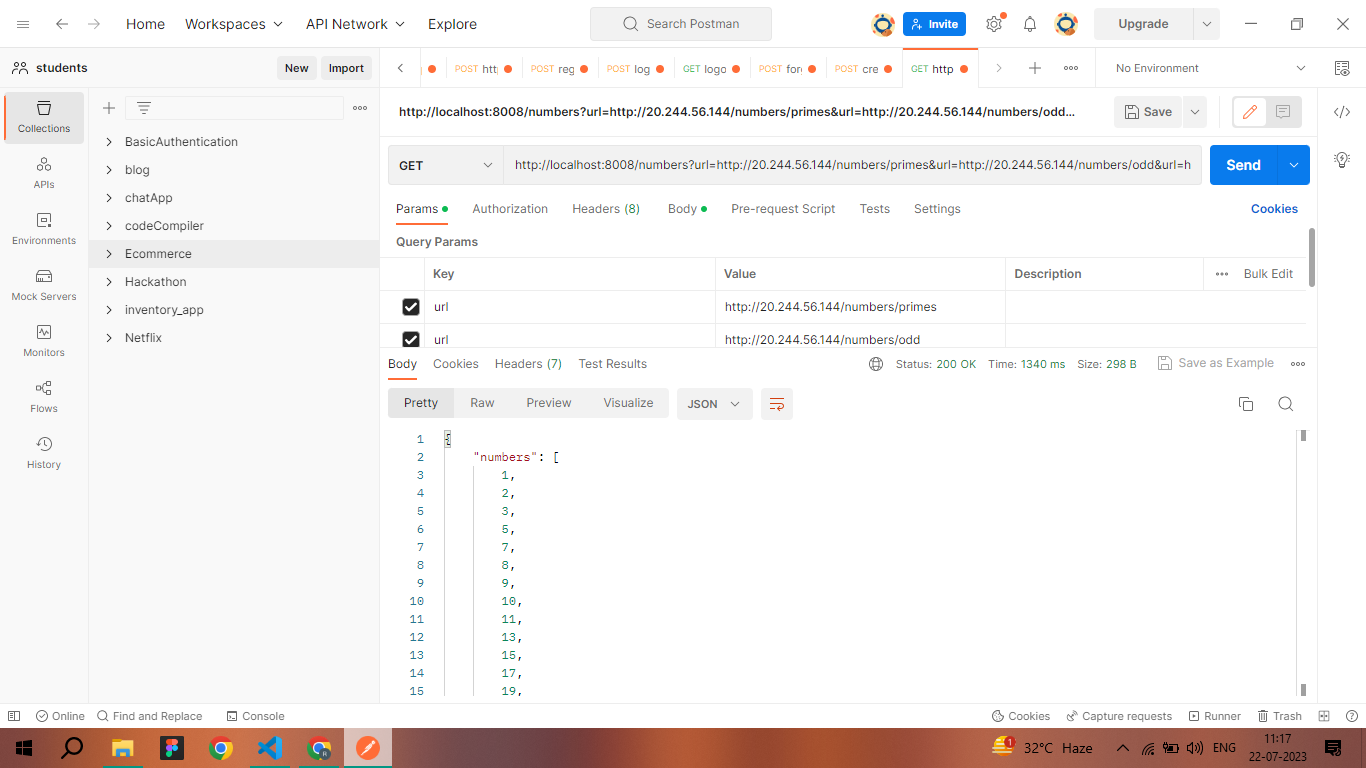 Home Workspaces API Network Explore Search Postman Invite Upgrade
students New Import
POST htt POST reg POST log GET logo POST for POST cre GET http No Environment
Collections
APIs
Environments
Mock Servers
Monitors
Flows
History
BasicAuthentication
blog
chatApp
codeCompiler
Ecommerce
Hackathon
inventory_app
Netflix
http://localhost:8008/numbers?url=http://20.244.56.144/numbers/primes&url=http://20.244.56.144/numbers/odd... Save
GET http://localhost:8008/numbers?url=http://20.244.56.144/numbers/primes&url=http://20.244.56.144/numbers/odd&url=h Send
Params Authorization Headers (8) Body Pre-request Script Tests Settings Cookies
Query Params
Key Value Description Bulk Edit
url http://20.244.56.144/numbers/primes
url http://20.244.56.144/numbers/odd
Body Cookies Headers (7) Test Results Status: 200 OK Time: 1340 ms Size: 298 B Save as Example
Pretty Raw Preview Visualize JSON
1 {
2 "numbers": [
3 1,
4 2,
5 3,
6 5,
7 7,
8 8,
9 9,
10 10,
11 11,
12 13,
13 15,
14 17,
15 19,
Online Find and Replace Console Cookies Capture requests Runner Trash
1 32°C Haze ENG 11:17
22-07-2023